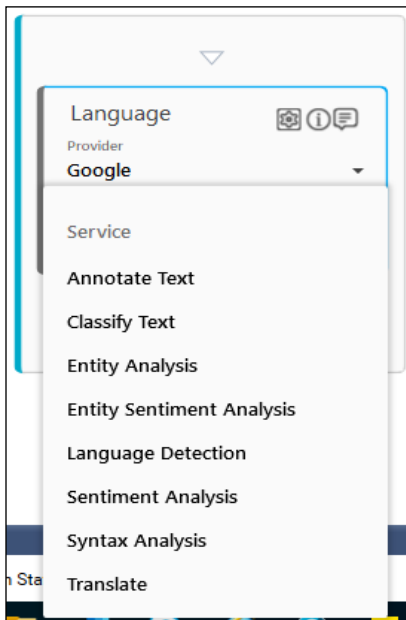 Language
Provider
Google
Service
Annotate Text
Classify Text
Entity Analysis
Entity Sentiment Analysis
Language Detection
Sentiment Analysis
Syntax Analysis
n Sta
Translate